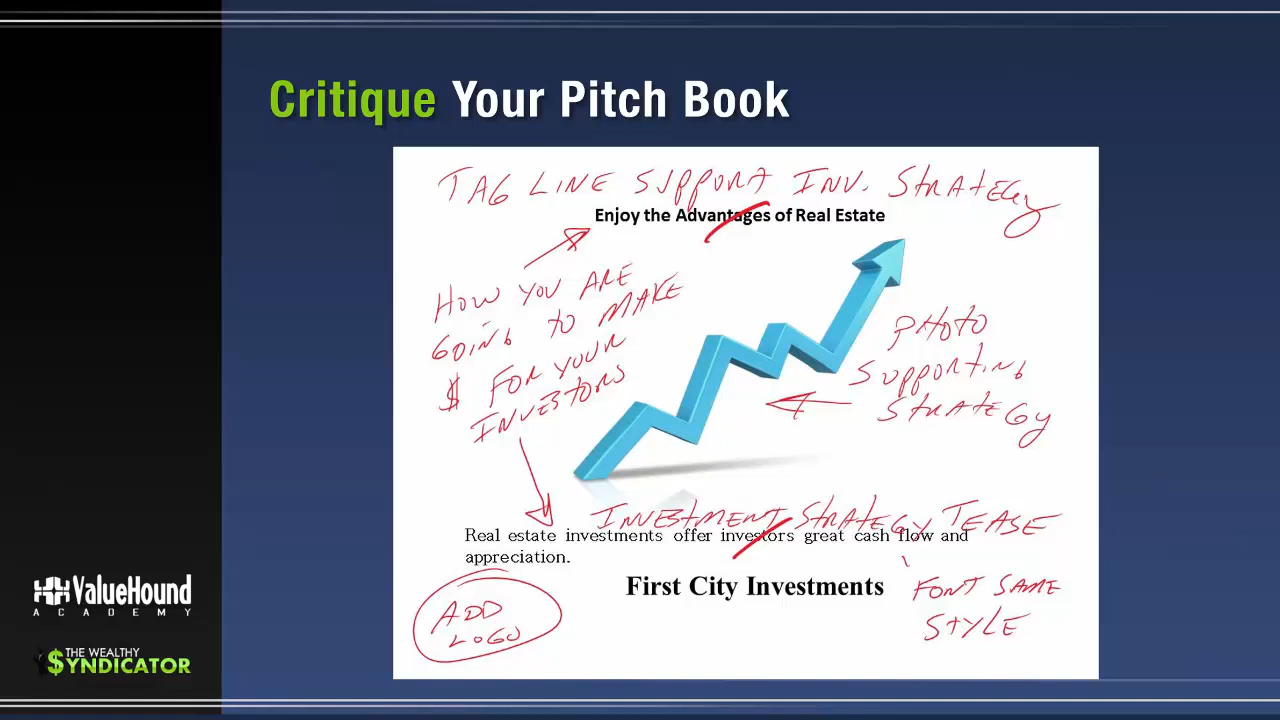 Critique Your Pitch Book
TAG LINE SUPPORT INV. STRATEGY
Enjoy the Advantages of Real Estate
HOW YOU ARE
GOING TO MAKE
$ FOR YOUR
INVESTORS
PHOTO
SUPPORTING
STRATEGY
INVESTMENT STRATEGY TEASE
Real estate investments offer investors great cash flow and
appreciation.
First City Investments
FONT SAME
STYLE
ADD
LOGO
ValueHound
ACADEMY
THE WEALTHY
$YNDICATOR